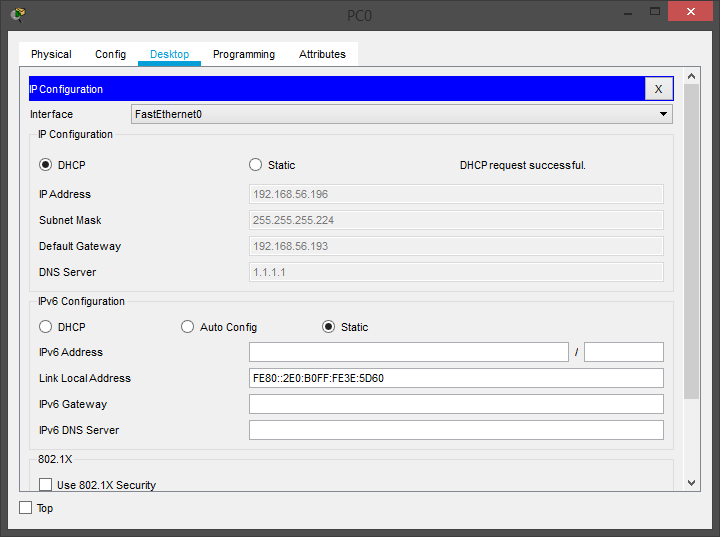 PC0
Physical Config Desktop Programming Attributes
IP Configuration X
Interface FastEthernet0
IP Configuration
DHCP Static DHCP request successful.
IP Address 192.168.56.196
Subnet Mask 255.255.255.224
Default Gateway 192.168.56.193
DNS Server 1.1.1.1
IPv6 Configuration
DHCP Auto Config Static
IPv6 Address /
Link Local Address FE80::2E0:B0FF:FE3E:5D60
IPv6 Gateway
IPv6 DNS Server
802.1X
Use 802.1X Security
Top